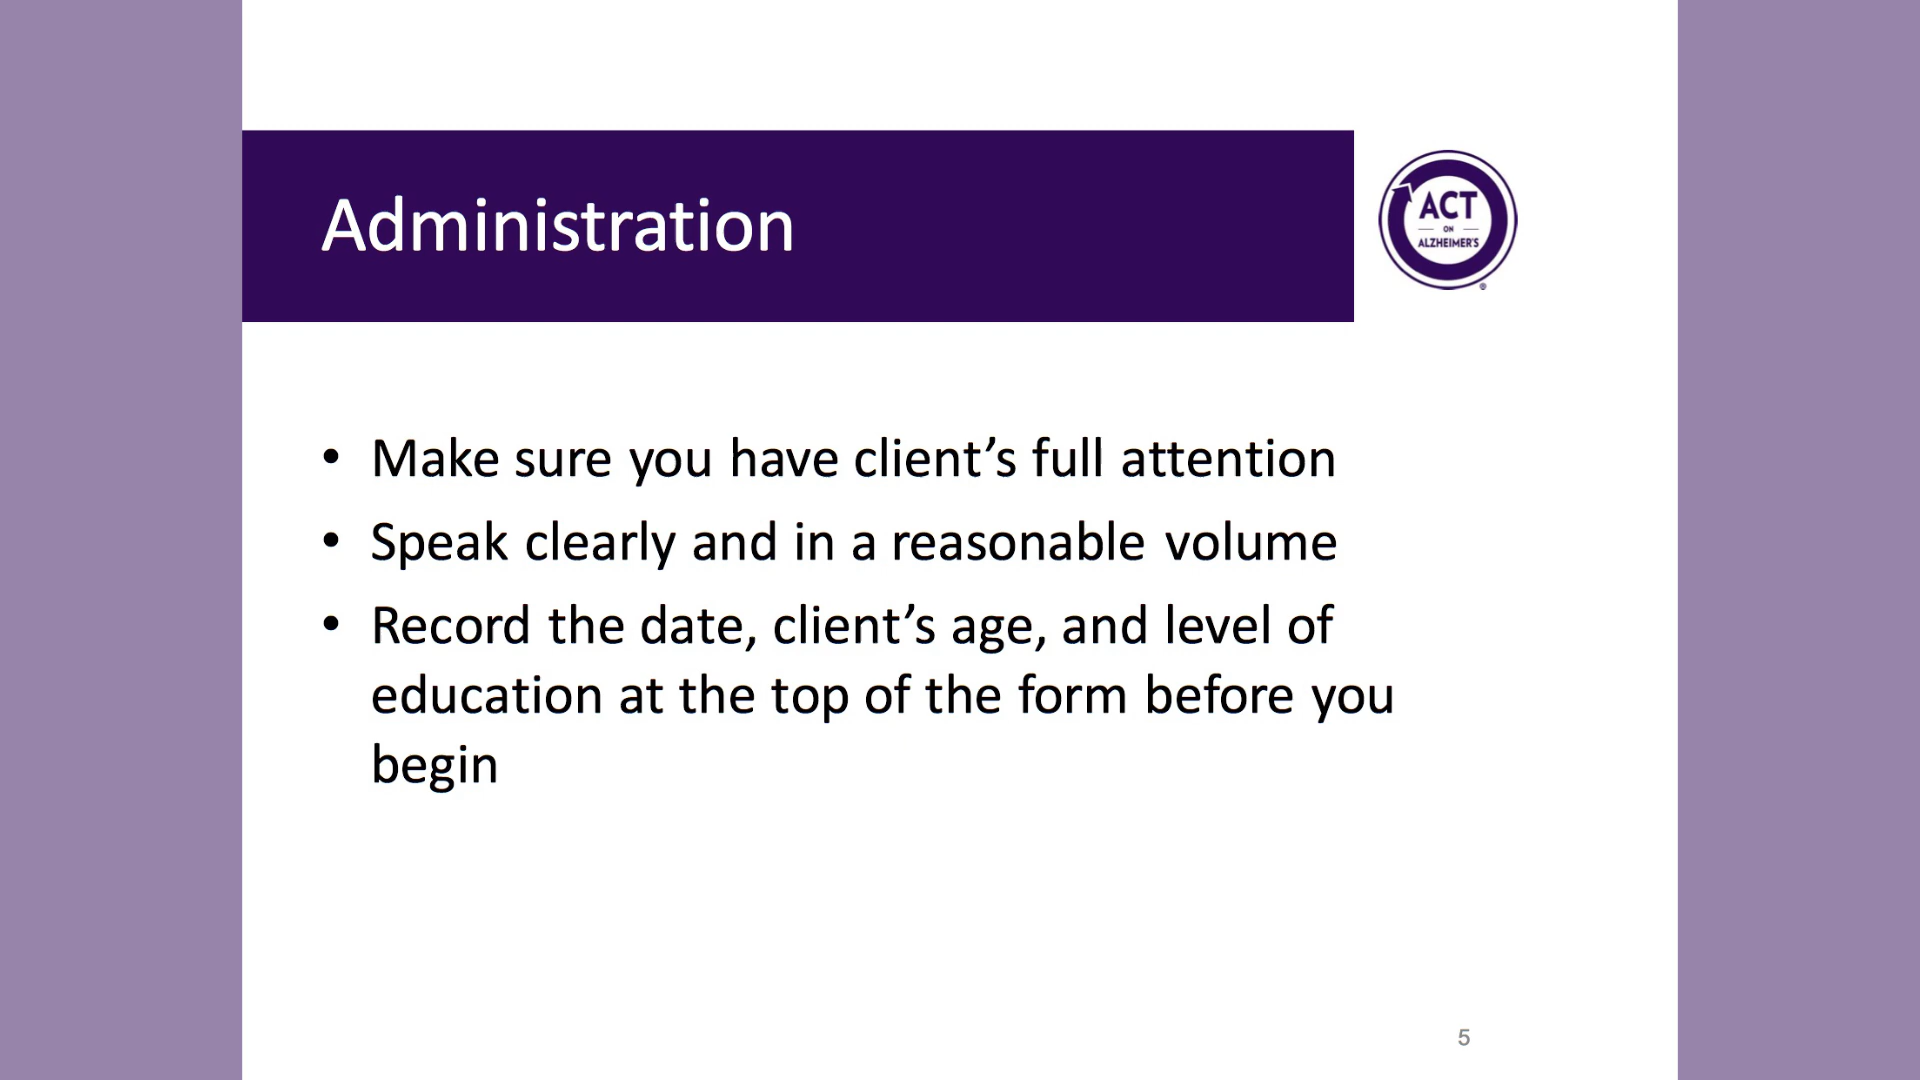 Administration
ACT
ON
ALZHEIMER'S
®
• Make sure you have client’s full attention
• Speak clearly and in a reasonable volume
• Record the date, client’s age, and level of
education at the top of the form before you
begin
5